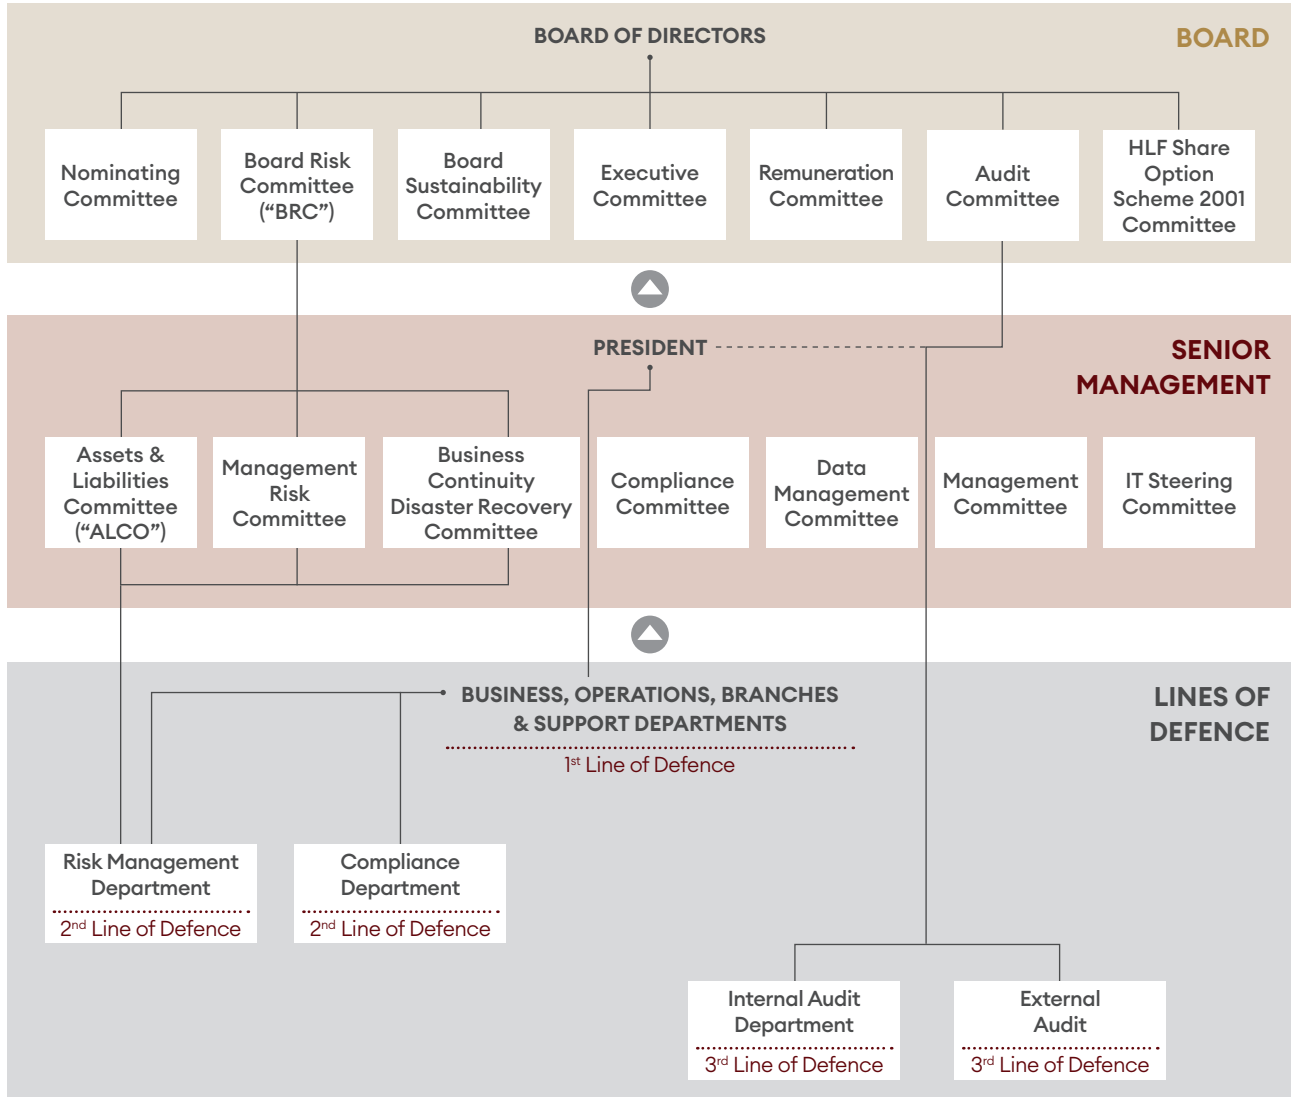 BOARD OF DIRECTORS
BOARD
Nominating
Committee
Board Risk
Committee
(“BRC”)
Board
Sustainability
Committee
Executive
Committee
Remuneration
Committee
Audit
Committee
HLF Share
Option
Scheme 2001
Committee
PRESIDENT
SENIOR
MANAGEMENT
Assets &
Liabilities
Committee
(“ALCO”)
Management
Risk
Committee
Business
Continuity
Disaster Recovery
Committee
Compliance
Committee
Data
Management
Committee
Management
Committee
IT Steering
Committee
BUSINESS, OPERATIONS, BRANCHES
& SUPPORT DEPARTMENTS
1st Line of Defence
LINES OF
DEFENCE
Risk Management
Department
2nd Line of Defence
Compliance
Department
2nd Line of Defence
Internal Audit
Department
3rd Line of Defence
External
Audit
3rd Line of Defence